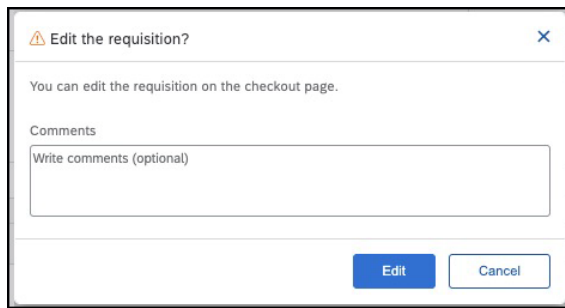 Edit the requisition?
You can edit the requisition on the checkout page.
Comments
Write comments (optional)
Edit
Cancel